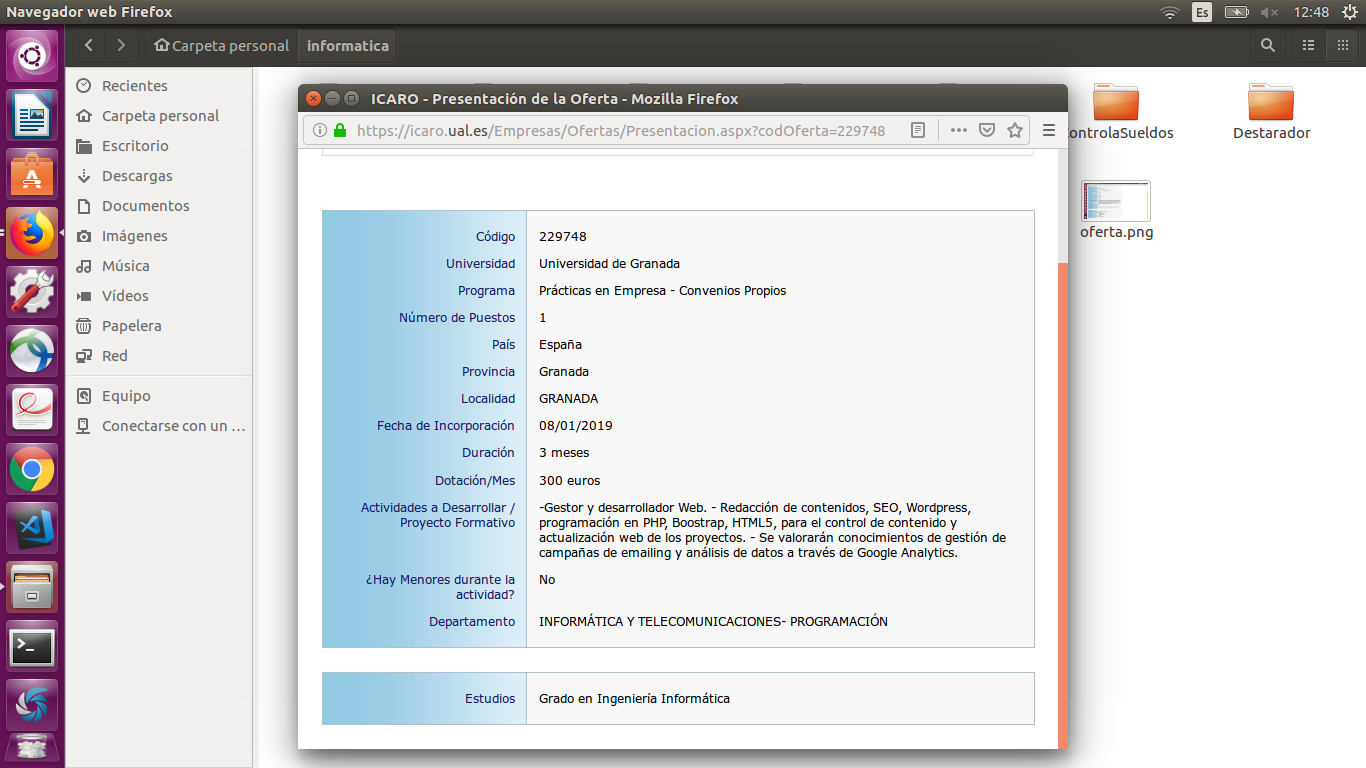 Navegador web Firefox
Es
12:48
Carpeta personal
informatica
Recientes
Carpeta personal
Escritorio
Descargas
Documentos
Imágenes
Música
Vídeos
Papelera
Red
Equipo
Conectarse con un ...
ICARO - Presentación de la Oferta - Mozilla Firefox
https://icaro.ual.es/Empresas/Ofertas/Presentacion.aspx?codOferta=229748
Código 229748
Universidad Universidad de Granada
Programa Prácticas en Empresa - Convenios Propios
Número de Puestos 1
País España
Provincia Granada
Localidad GRANADA
Fecha de Incorporación 08/01/2019
Duración 3 meses
Dotación/Mes 300 euros
Actividades a Desarrollar /
Proyecto Formativo
-Gestor y desarrollador Web. - Redacción de contenidos, SEO, Wordpress,
programación en PHP, Boostrap, HTML5, para el control de contenido y
actualización web de los proyectos. - Se valorarán conocimientos de gestión de
campañas de emailing y análisis de datos a través de Google Analytics.
¿Hay Menores durante la
actividad?
No
Departamento INFORMÁTICA Y TELECOMUNICACIONES- PROGRAMACIÓN
Estudios Grado en Ingeniería Informática
ontrolaSueldos
Destarador
oferta.png